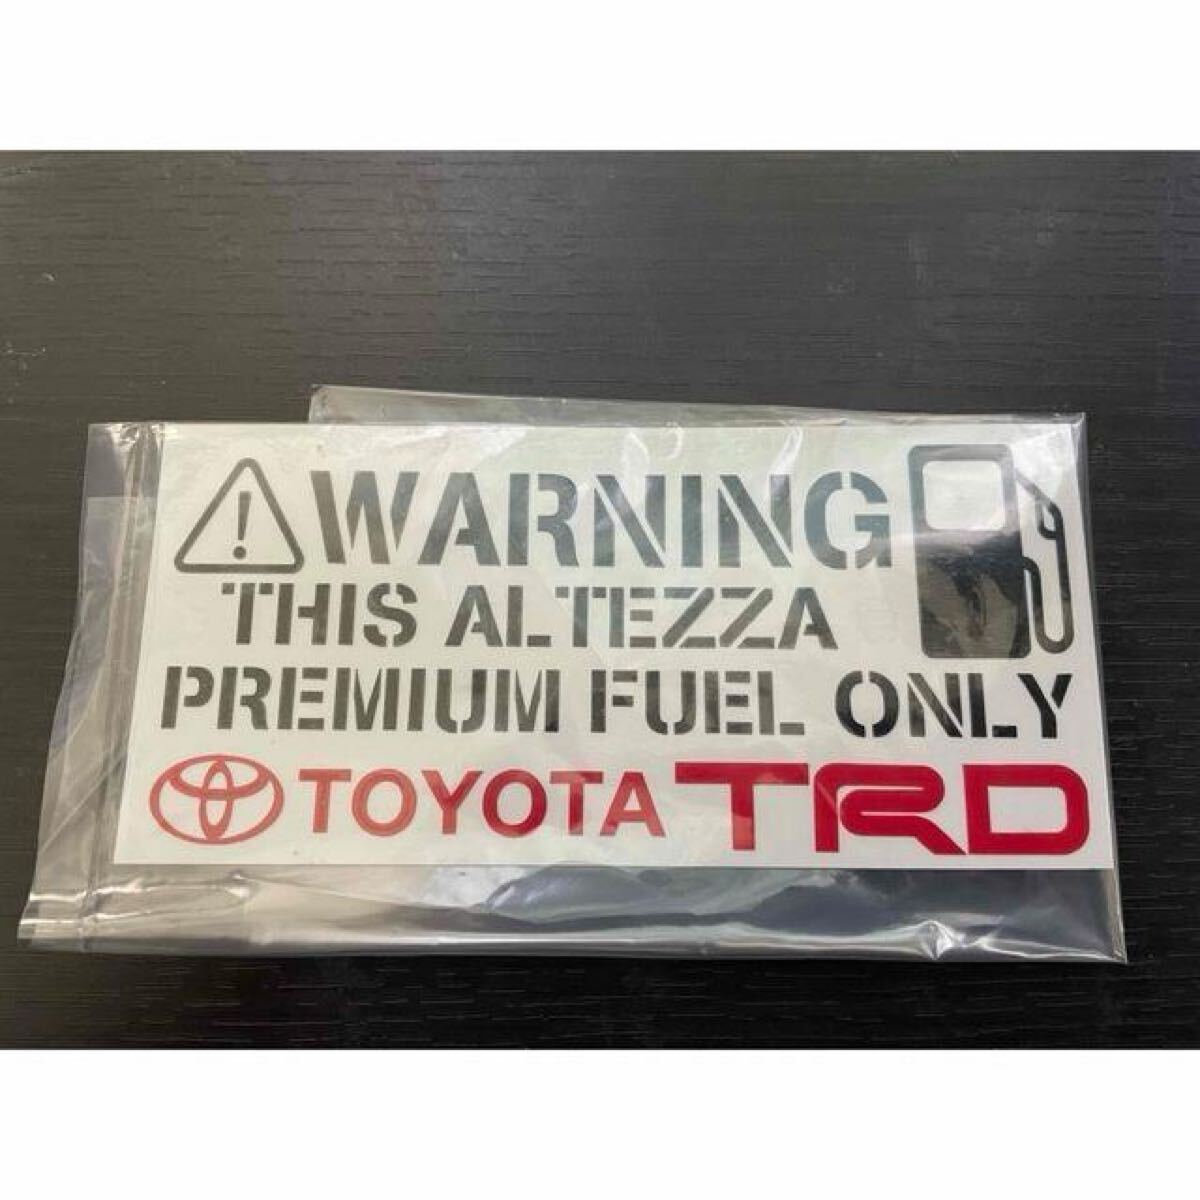 WARNING
THIS ALTEZZA
PREMIUM FUEL ONLY
TOYOTA TRD